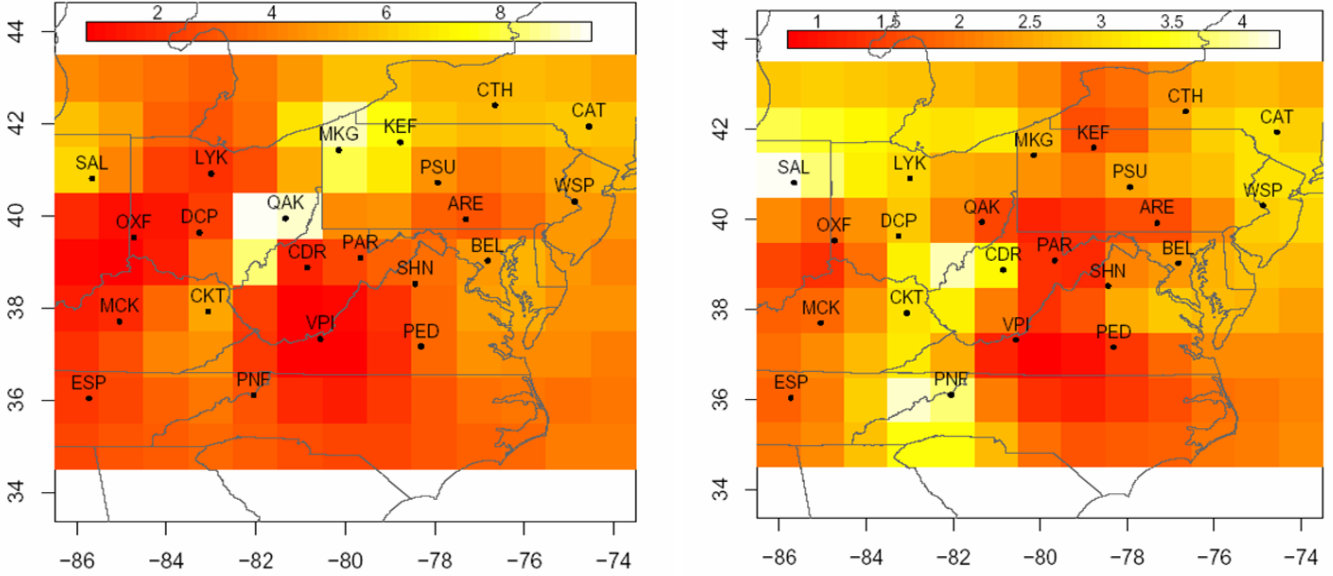 2 4 6 8
44
42
40
38
36
34
CTH
CAT
MKG
KEF
SAL
LYK
PSU
WSP
QAK
ARE
OXF
DCP
PAR
BEL
CDR
SHN
MCK
CKT
VPI
PED
ESP
PNF
−86 −84 −82 −80 −78 −76 −74
1 1.5 2 2.5 3 3.5 4
44
42
40
38
36
34
CTH
CAT
MKG
KEF
SAL
LYK
PSU
WSP
QAK
ARE
OXF
DCP
PAR
BEL
CDR
SHN
MCK
CKT
VPI
PED
ESP
PNF
−86 −84 −82 −80 −78 −76 −74